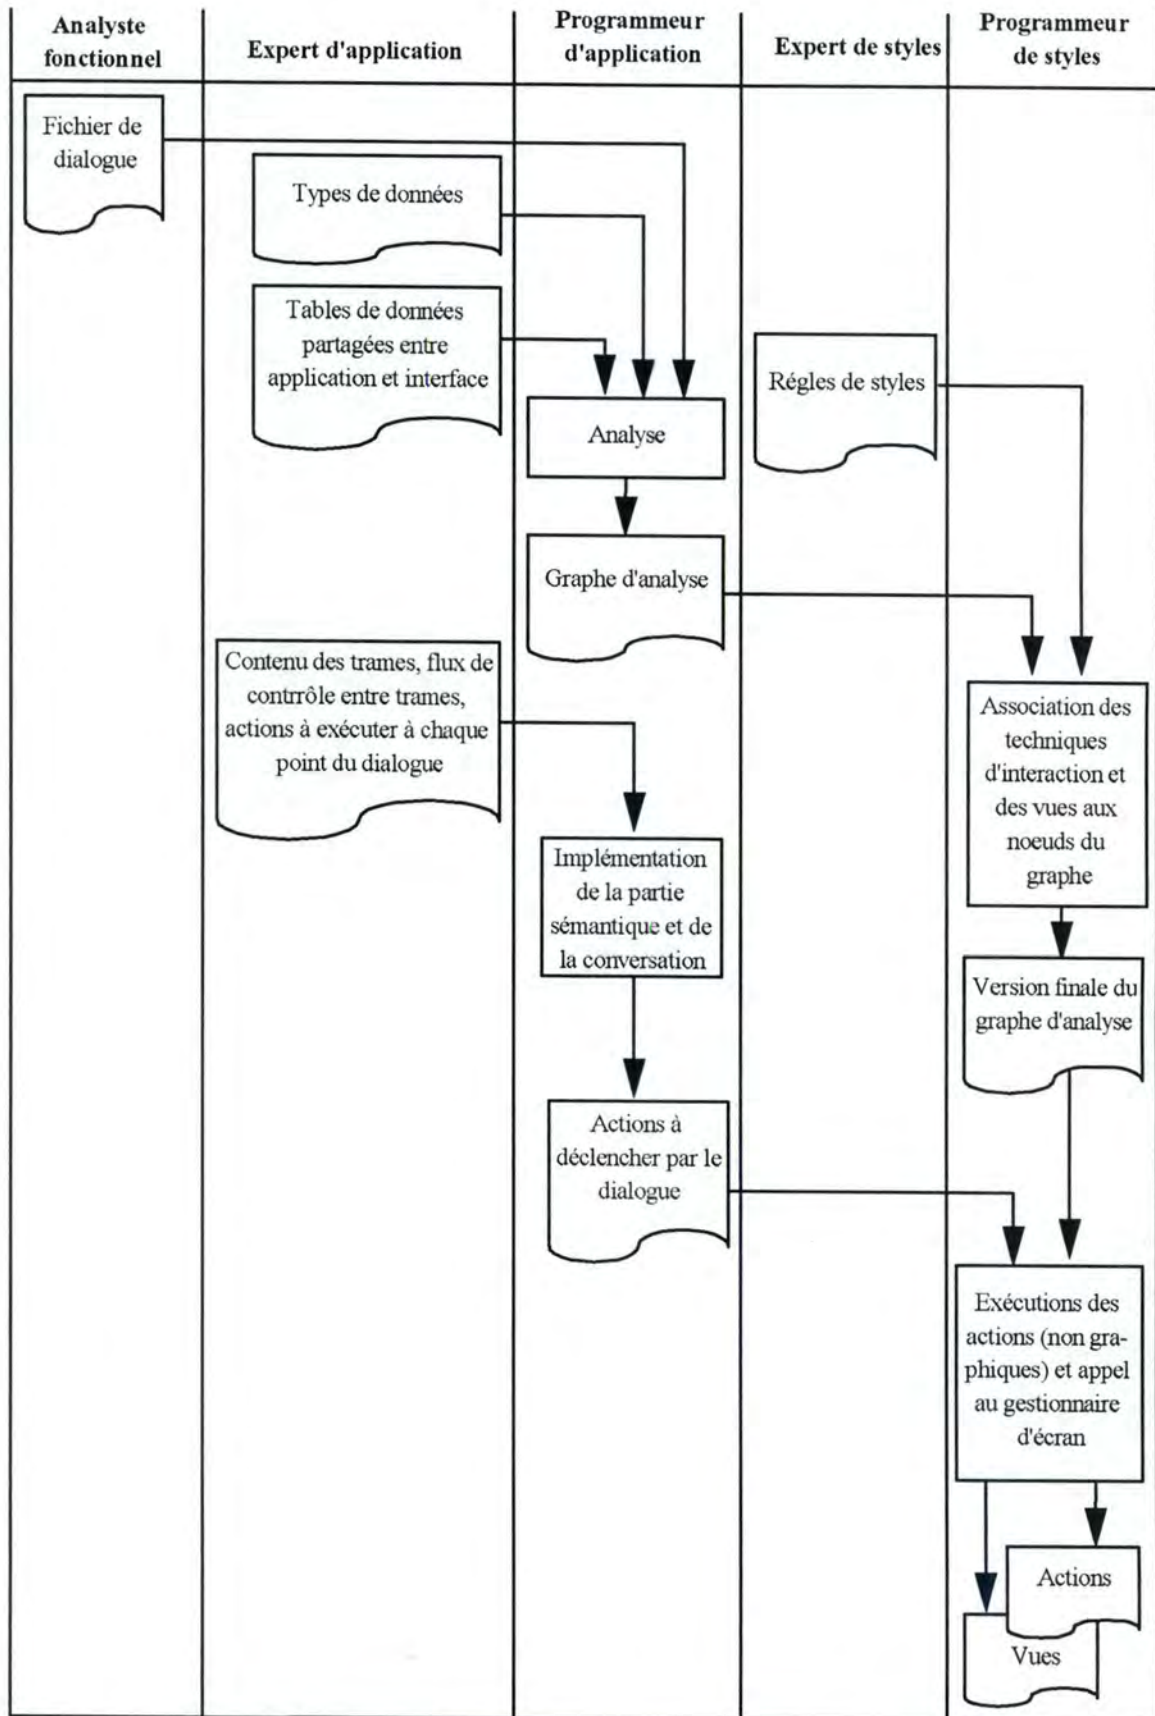 Analyste
fonctionnel
Expert d'application
Programmeur
d'application
Expert de styles
Programmeur
de styles
Fichier de
dialogue
Types de données
Tables de données
partagées entre
application et interface
Régles de styles
Analyse
Graphe d'analyse
Contenu des trames, flux de
contrrôle entre trames,
actions à exécuter à chaque
point du dialogue
Association des
techniques
d'interaction et
des vues aux
noeuds du
graphe
Implémentation
de la partie
sémantique et de
la conversation
Version finale du
graphe d'analyse
Actions à
déclencher par le
dialogue
Exécutions des
actions (non gra-
phiques) et appel
au gestionnaire
d'écran
Actions
Vues